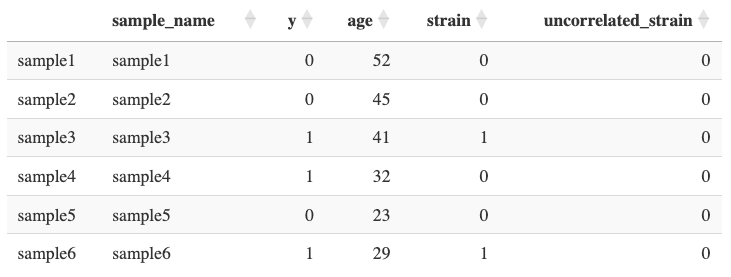 sample_name y age strain uncorrelated_strain
sample1 sample1 0 52 0 0
sample2 sample2 0 45 0 0
sample3 sample3 1 41 1 0
sample4 sample4 1 32 0 0
sample5 sample5 0 23 0 0
sample6 sample6 1 29 1 0